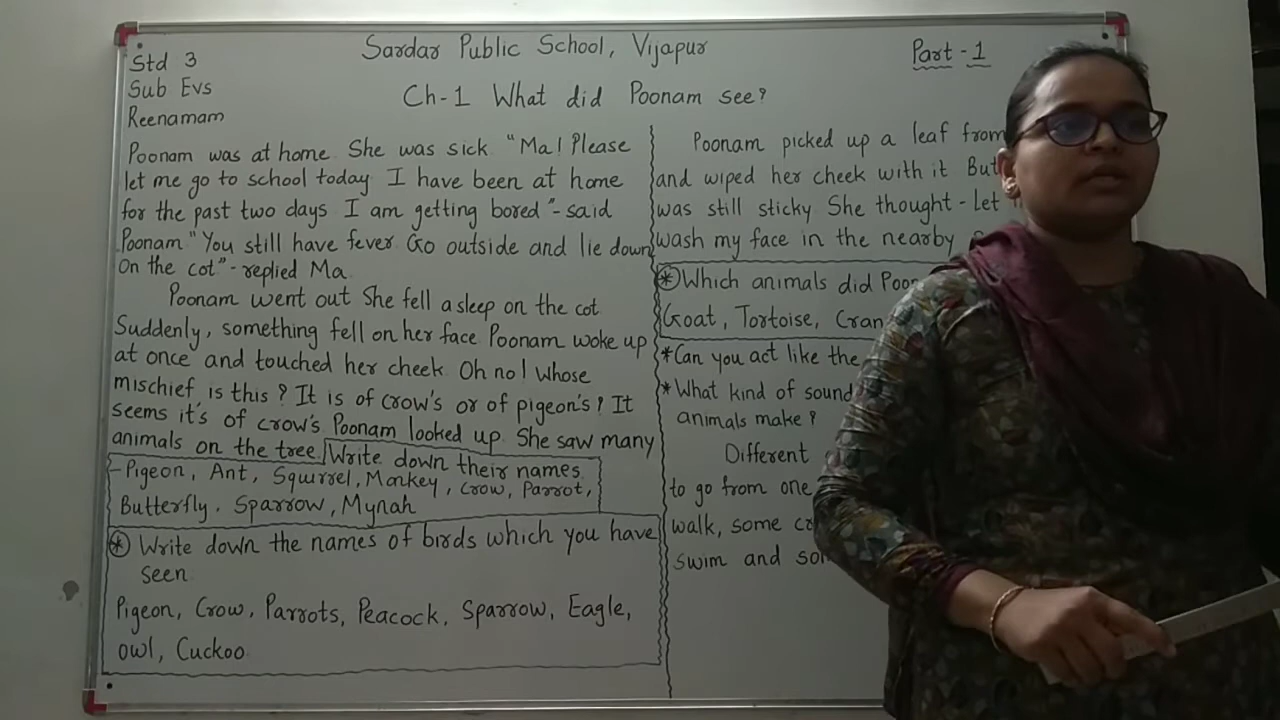 Sardar Public School, Vijapur
Part - 1
Std 3
Sub Evs
Reenamam
Ch-1 What did Poonam see?
Poonam was at home. She was sick. "Ma! Please
let me go to school today. I have been at home
for the past two days. I am getting bored" - said
Poonam "You still have fever. Go outside and lie down
on the cot" - replied Ma.
Poonam went out. She fell a sleep on the cot.
Suddenly, something fell on her face. Poonam woke up
at once and touched her cheek. Oh no! Whose
mischief is this? It is of crow's or of pigeon's? It
seems it's of crow's. Poonam looked up. She saw many
animals on the tree. Write down their names.
- Pigeon, Ant, Squirrel, Monkey, Crow, Parrot,
Butterfly. Sparrow, Mynah
* Write down the names of birds which you have
seen.
Pigeon, Crow, Parrots, Peacock, Sparrow, Eagle,
owl, Cuckoo.
Poonam picked up a leaf from
and wiped her cheek with it. But
was still sticky. She thought - Let
wash my face in the nearby
* Which animals did
Goat, Tortoise,
* Can you act like the
* What kind of sound
animals make?
Different
to go from one
walk, some
swim and